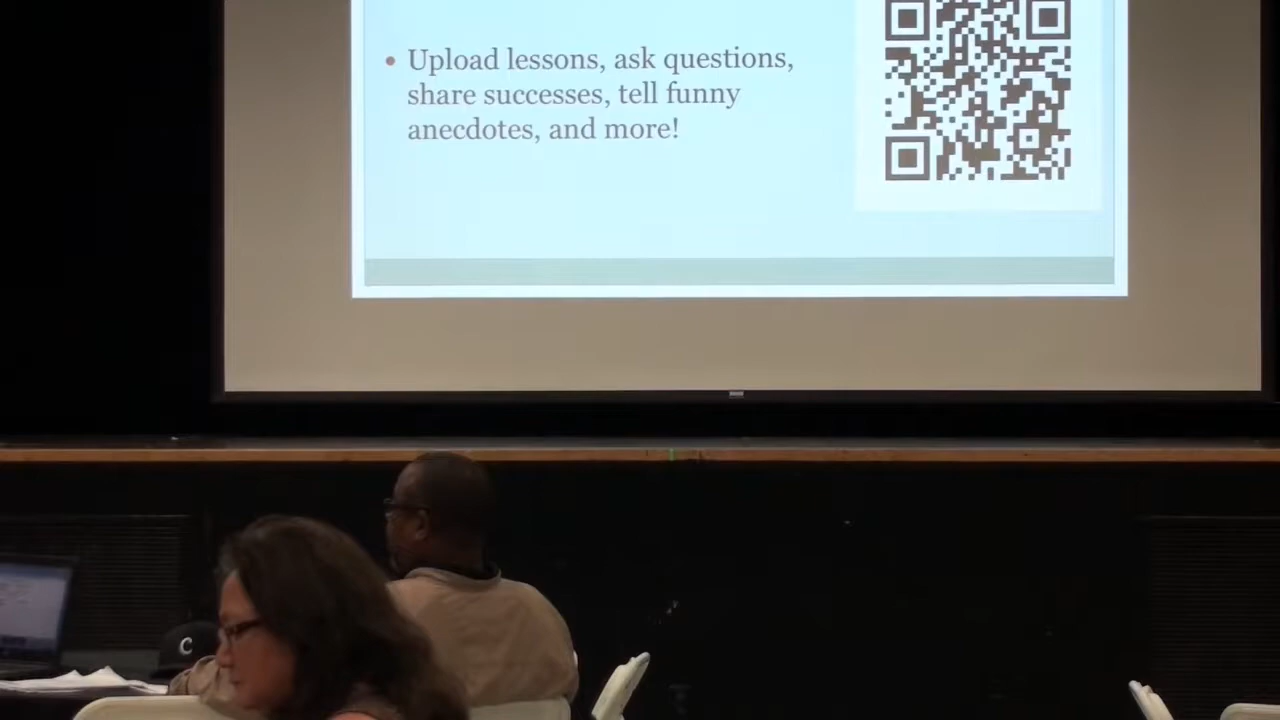 Upload lessons, ask questions,
share successes, tell funny
anecdotes, and more!
C